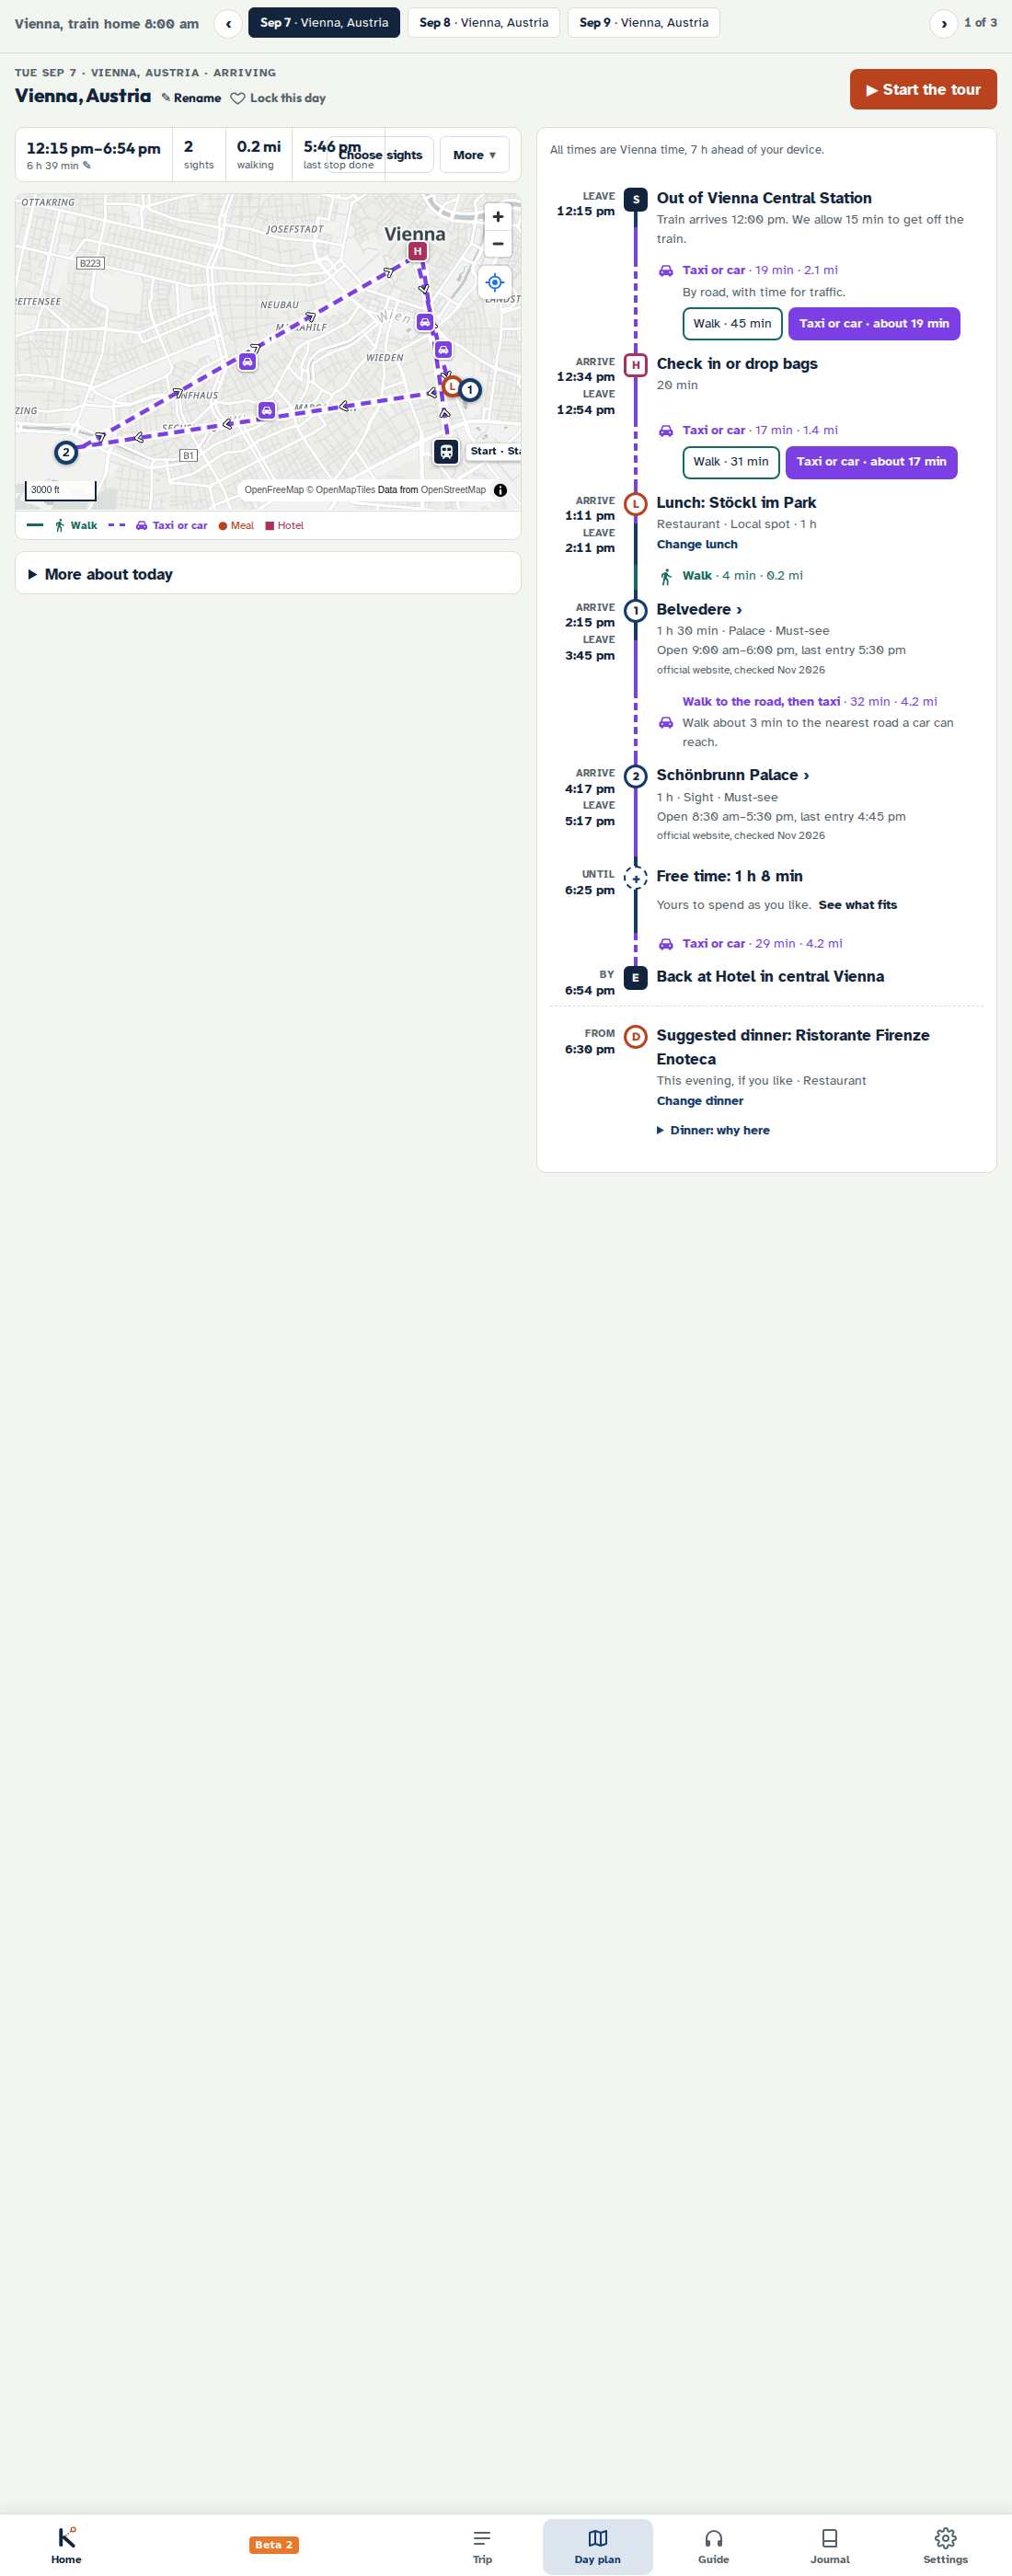 Vienna, train home 8:00 am
‹
Sep 7 · Vienna, Austria
Sep 8 · Vienna, Austria
Sep 9 · Vienna, Austria
›
1 of 3
TUE SEP 7 · VIENNA, AUSTRIA · ARRIVING
Vienna, Austria
✎ Rename
Lock this day
▶ Start the tour
12:15 pm–6:54 pm
6 h 39 min ✎
2
sights
0.2 mi
walking
5:46 pm
last stop done
Choose sights
More ▾
OTTAKRING
JOSEFSTADT
Vienna
H
B223
NEUBAU
WIEDEN
L
1
2
B1
Start · Sta
+
−
3000 ft
OpenFreeMap © OpenMapTiles Data from OpenStreetMap
Walk
Taxi or car
Meal
Hotel
▶ More about today
All times are Vienna time, 7 h ahead of your device.
LEAVE
12:15 pm
S
Out of Vienna Central Station
Train arrives 12:00 pm. We allow 15 min to get off the
train.
Taxi or car · 19 min · 2.1 mi
By road, with time for traffic.
Walk · 45 min
Taxi or car · about 19 min
ARRIVE
12:34 pm
LEAVE
12:54 pm
H
Check in or drop bags
20 min
Taxi or car · 17 min · 1.4 mi
Walk · 31 min
Taxi or car · about 17 min
ARRIVE
1:11 pm
LEAVE
2:11 pm
L
Lunch: Stöckl im Park
Restaurant · Local spot · 1 h
Change lunch
Walk · 4 min · 0.2 mi
ARRIVE
2:15 pm
LEAVE
3:45 pm
1
Belvedere ›
1 h 30 min · Palace · Must-see
Open 9:00 am–6:00 pm, last entry 5:30 pm
official website, checked Nov 2026
Walk to the road, then taxi · 32 min · 4.2 mi
Walk about 3 min to the nearest road a car can
reach.
ARRIVE
4:17 pm
LEAVE
5:17 pm
2
Schönbrunn Palace ›
1 h · Sight · Must-see
Open 8:30 am–5:30 pm, last entry 4:45 pm
official website, checked Nov 2026
UNTIL
6:25 pm
+
Free time: 1 h 8 min
Yours to spend as you like. See what fits
Taxi or car · 29 min · 4.2 mi
BY
6:54 pm
E
Back at Hotel in central Vienna
FROM
6:30 pm
D
Suggested dinner: Ristorante Firenze
Enoteca
This evening, if you like · Restaurant
Change dinner
▶ Dinner: why here
Home
Beta 2
Trip
Day plan
Guide
Journal
Settings